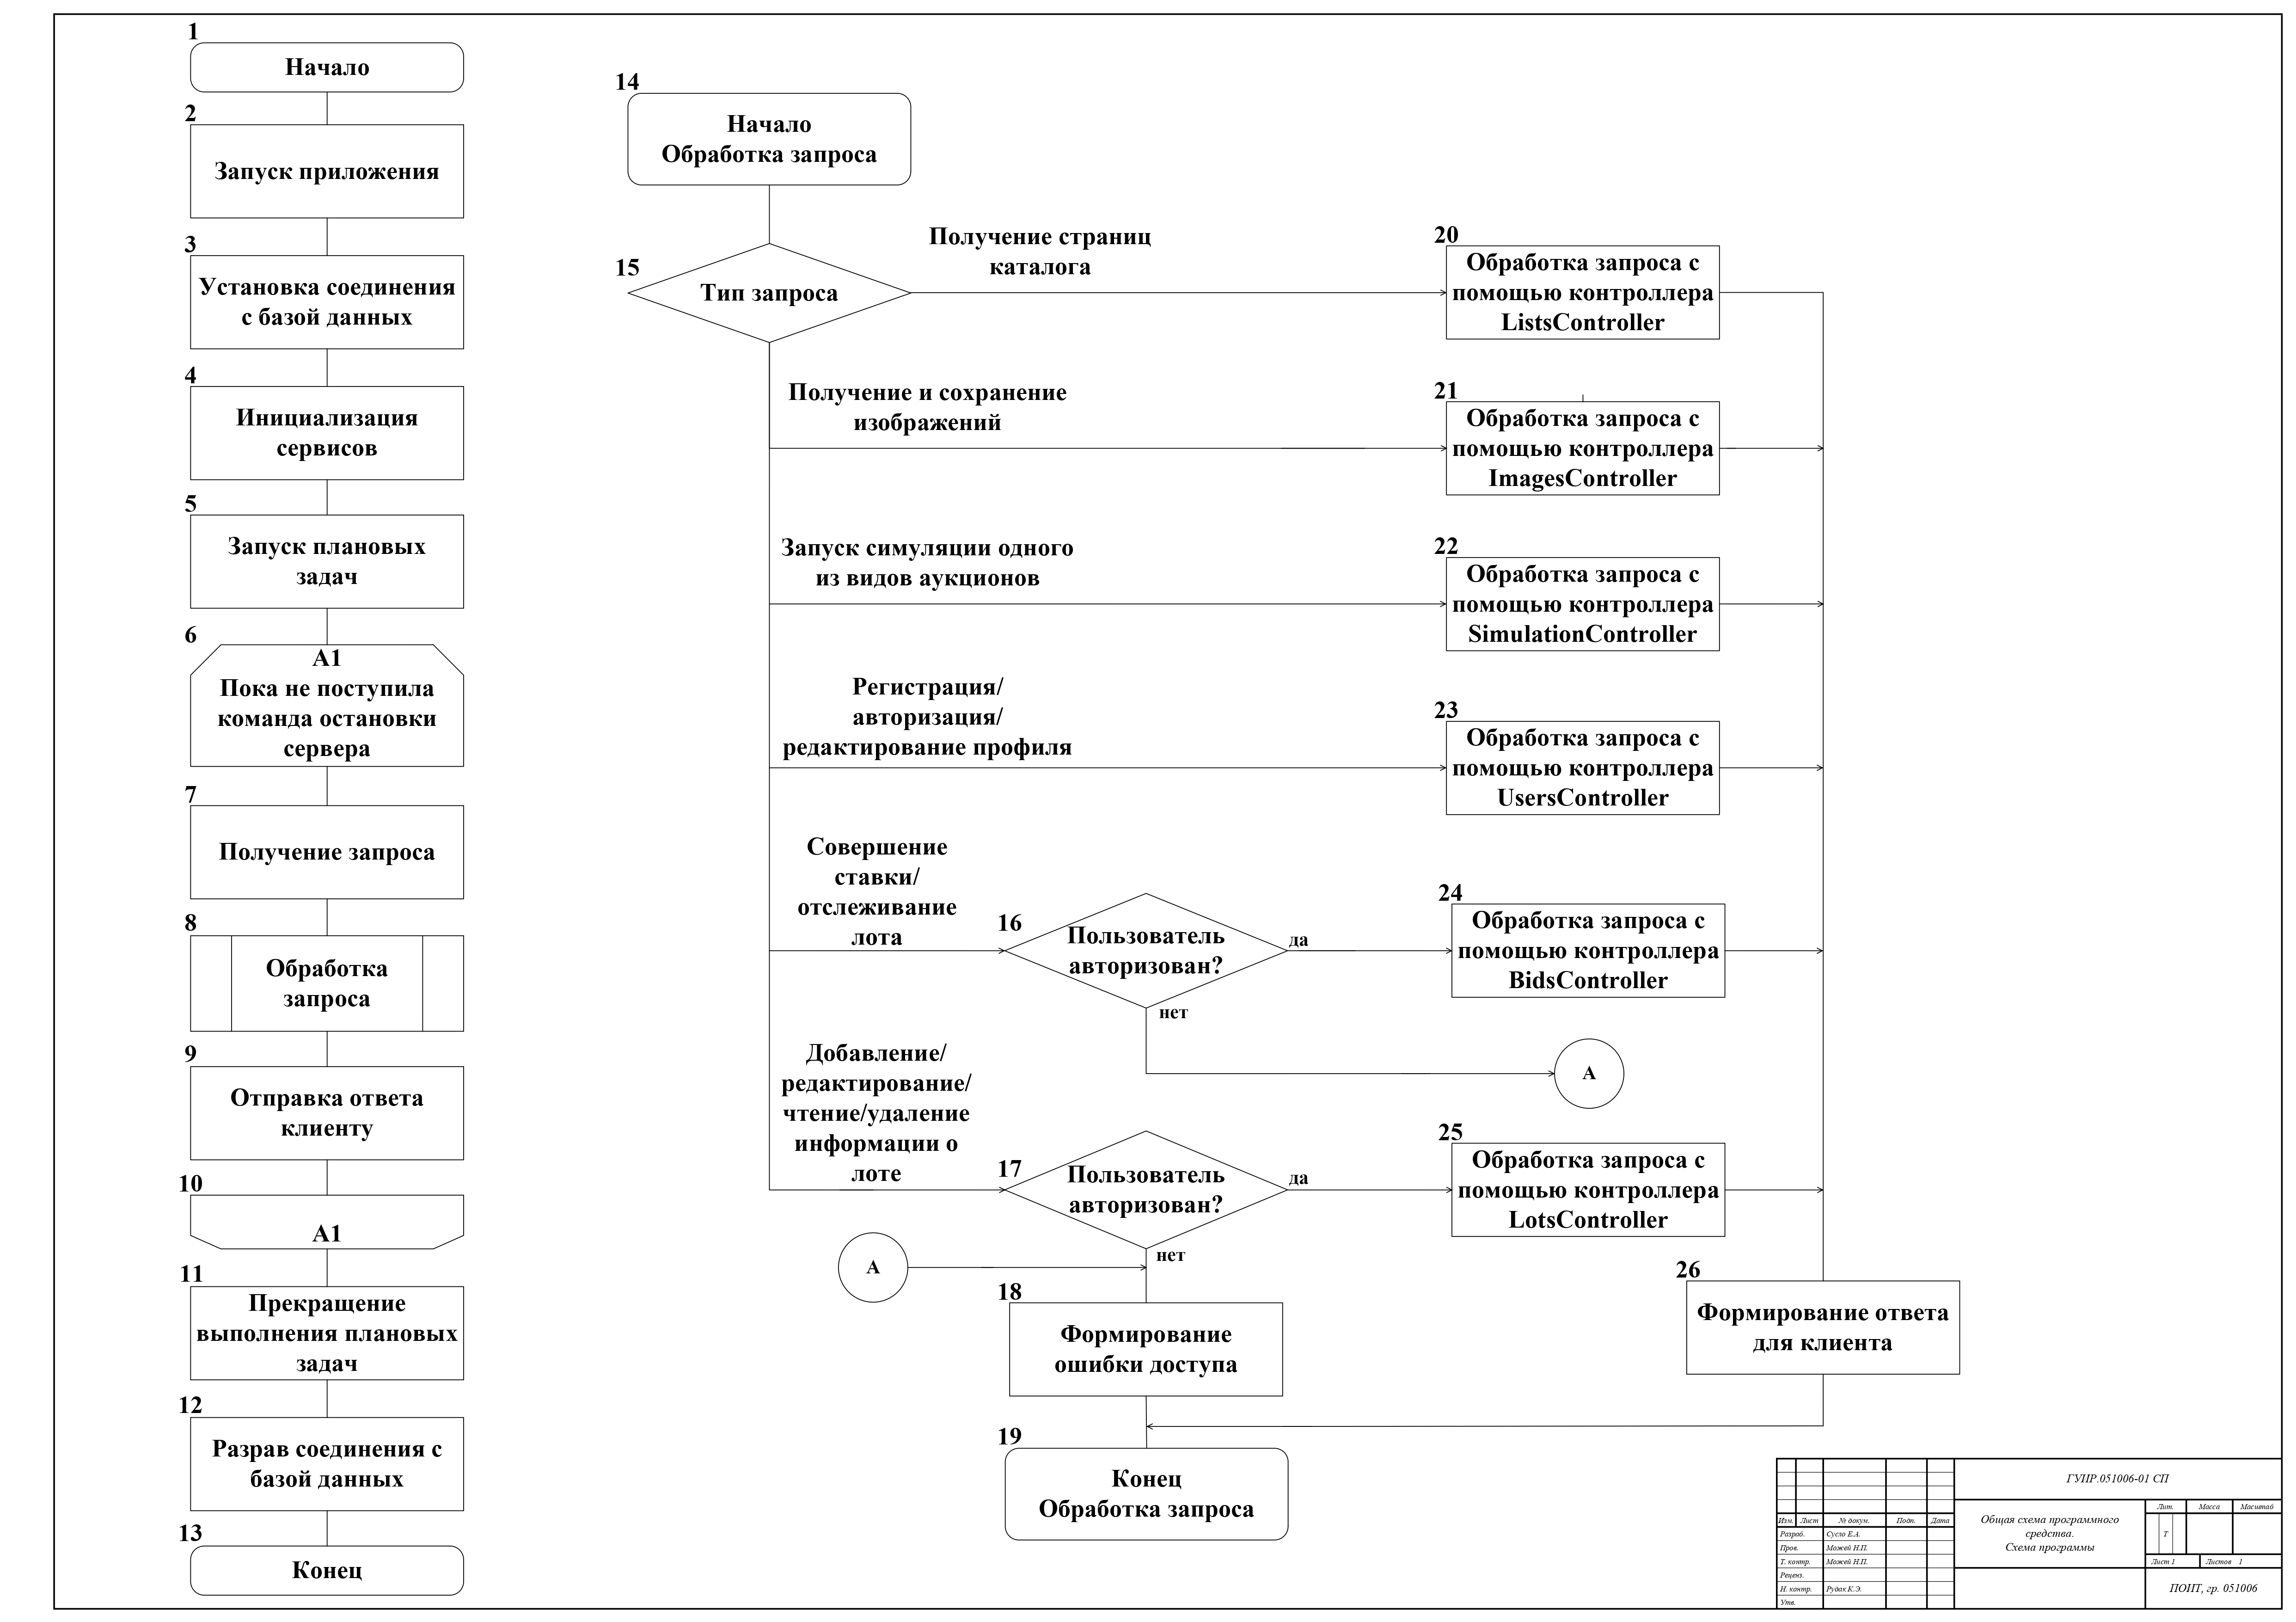 1
Начало
2
Запуск приложения
3
Установка соединения
с базой данных
4
Инициализация
сервисов
5
Запуск плановых
задач
6
А1
Пока не поступила
команда остановки
сервера
7
Получение запроса
8
Обработка
запроса
9
Отправка ответа
клиенту
10
А1
11
Прекращение
выполнения плановых
задач
12
Разрав соединения с
базой данных
13
Конец
14
Начало
Обработка запроса
15
Тип запроса
Получение страниц
каталога
20
Обработка запроса с
помощью контроллера
ListsController
Получение и сохранение
изображений
21
Обработка запроса с
помощью контроллера
ImagesController
Запуск симуляции одного
из видов аукционов
22
Обработка запроса с
помощью контроллера
SimulationController
Регистрация/
авторизация/
редактирование профиля
23
Обработка запроса с
помощью контроллера
UsersController
Совершение
ставки/
отслеживание
лота
16
Пользователь
авторизован?
да
нет
24
Обработка запроса с
помощью контроллера
BidsController
А
Добавление/
редактирование/
чтение/удаление
информации о
лоте
17
Пользователь
авторизован?
да
нет
25
Обработка запроса с
помощью контроллера
LotsController
А
18
Формирование
ошибки доступа
26
Формирование ответа
для клиента
19
Конец
Обработка запроса
ГУИР.051006-01 СП
Изм. Лист № докум. Подп. Дата
Разраб. Сусло Е.А.
Пров. Можей Н.П.
Т. контр. Можей Н.П.
Реценз.
Н. контр. Рудак К.Э.
Утв.
Общая схема программного
средства.
Схема программы
Лит. Масса Масштаб
Т
Лист 1 Листов 1
ПОИТ, гр. 051006